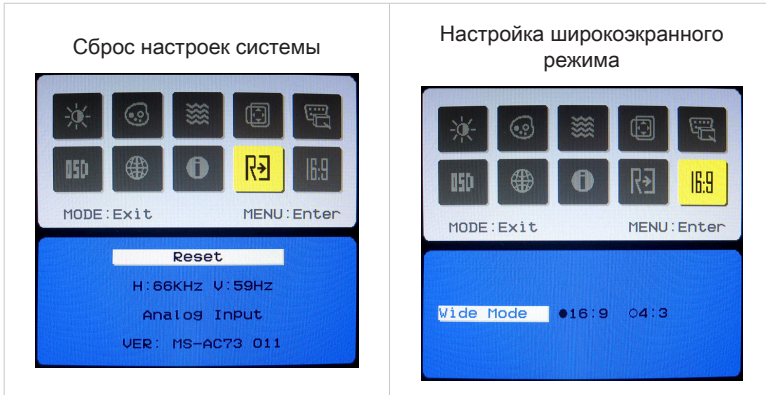 Сброс настроек системы
OSD
i
R
16:9
MODE:Exit MENU:Enter
Reset
H:66KHz V:59Hz
Analog Input
VER: MS-AC73 011
Настройка широкоэкранного
режима
OSD
i
R
16:9
MODE:Exit MENU:Enter
Wide Mode 16:9 4:3